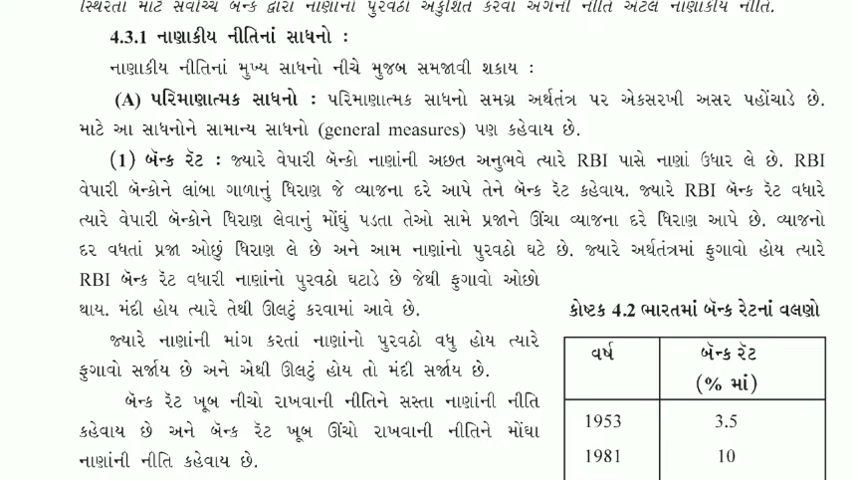 સ્થિરતા માટે સર્વોચ્ચ બૅન્ક દ્વારા નાણાંના પુરવઠા અંકુશિત કરવા અંગેની નીતિ એટલે નાણાકીય નીતિ.
4.3.1 નાણાકીય નીતિનાં સાધનો :
નાણાકીય નીતિનાં મુખ્ય સાધનો નીચે મુજબ સમજાવી શકાય :
(A) પરિમાણાત્મક સાધનો : પરિમાણાત્મક સાધનો સમગ્ર અર્થતંત્ર પર એકસરખી અસર પહોંચાડે છે.
માટે આ સાધનોને સામાન્ય સાધનો (general measures) પણ કહેવાય છે.
(1) બૅન્ક રૅટ : જ્યારે વેપારી બૅન્કો નાણાંની અછત અનુભવે ત્યારે RBI પાસે નાણાં ઉધાર લે છે. RBI
વેપારી બૅન્કોને લાંબા ગાળાનું ધિરાણ જે વ્યાજના દરે આપે તેને બૅન્ક રૅટ કહેવાય. જ્યારે RBI બૅન્ક રૅટ વધારે
ત્યારે વેપારી બૅન્કોને ધિરાણ લેવાનું મોંઘું પડતા તેઓ સામે પ્રજાને ઊંચા વ્યાજના દરે ધિરાણ આપે છે. વ્યાજનો
દર વધતાં પ્રજા ઓછું ધિરાણ લે છે અને આમ નાણાંનો પુરવઠો ઘટે છે. જ્યારે અર્થતંત્રમાં ફુગાવો હોય ત્યારે
RBI બૅન્ક રૅટ વધારી નાણાંનો પુરવઠો ઘટાડે છે જેથી ફુગાવો ઓછો
થાય. મંદી હોય ત્યારે તેથી ઊલટું કરવામાં આવે છે.
જ્યારે નાણાંની માંગ કરતાં નાણાંનો પુરવઠો વધુ હોય ત્યારે
ફુગાવો સર્જાય છે અને એથી ઊલટું હોય તો મંદી સર્જાય છે.
બૅન્ક રૅટ ખૂબ નીચો રાખવાની નીતિને સસ્તા નાણાંની નીતિ
કહેવાય છે અને બૅન્ક રૅટ ખૂબ ઊંચો રાખવાની નીતિને મોંઘા
નાણાંની નીતિ કહેવાય છે.
કોષ્ટક 4.2 ભારતમાં બૅન્ક રેટનાં વલણો
વર્ષ બૅન્ક રૅટ
(% માં)
1953 3.5
1981 10